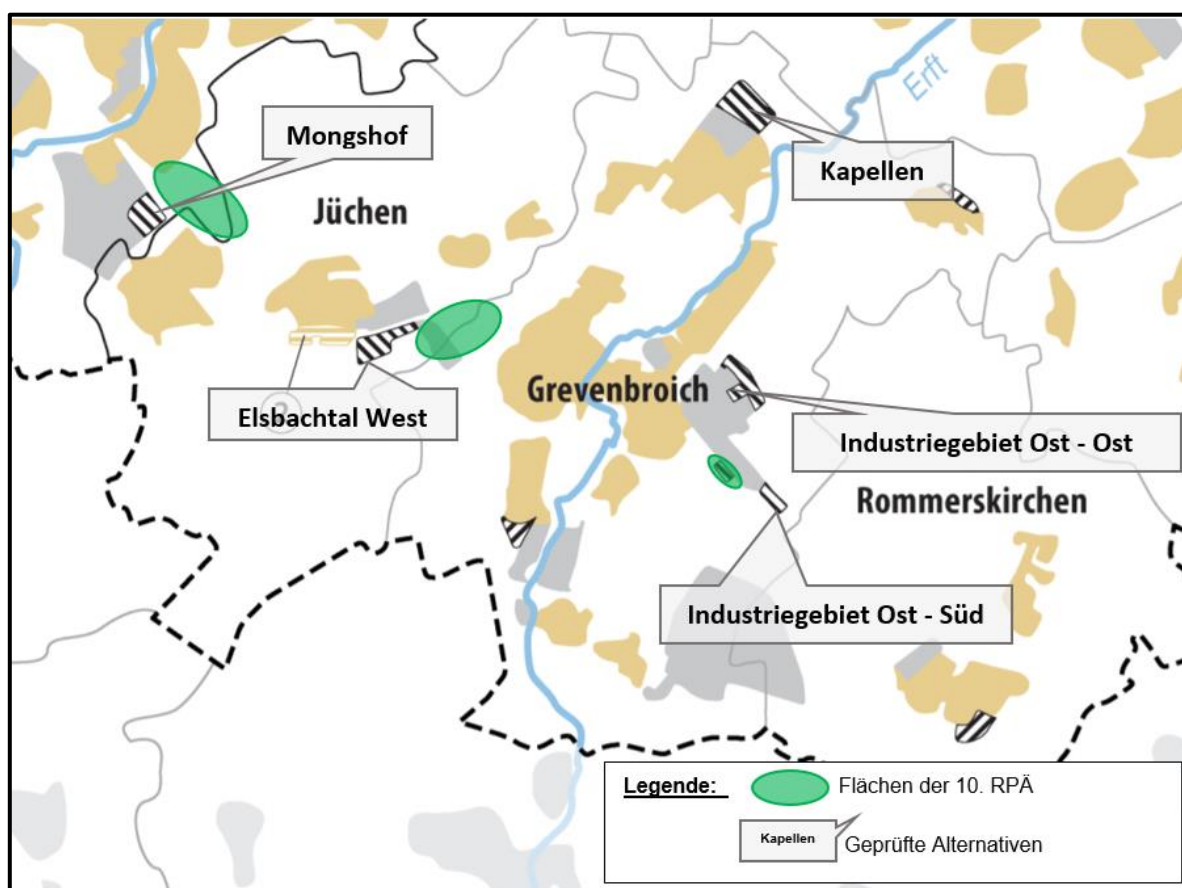 Erft
Mongshof
Kapellen
Jüchen
Grevenbroich
Elsbachtal West
2
Industriegebiet Ost - Ost
Rommerskirchen
Industriegebiet Ost - Süd
Legende:
Flächen der 10. RPÄ
Kapellen
Geprüfte Alternativen